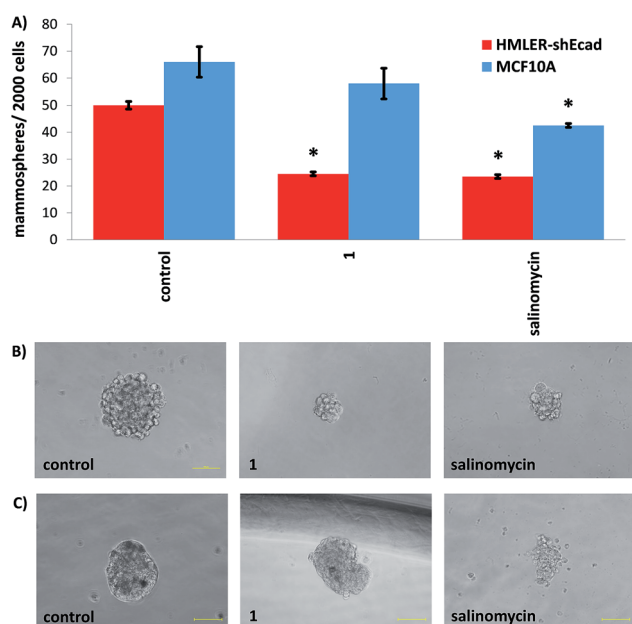 A)
mammospheres/ 2000 cells
80
70
60
50
40
30
20
10
0
HMLER-shEcad
MCF10A
*
*
*
control
1
salinomycin
B)
control
1
salinomycin
C)
control
1
salinomycin